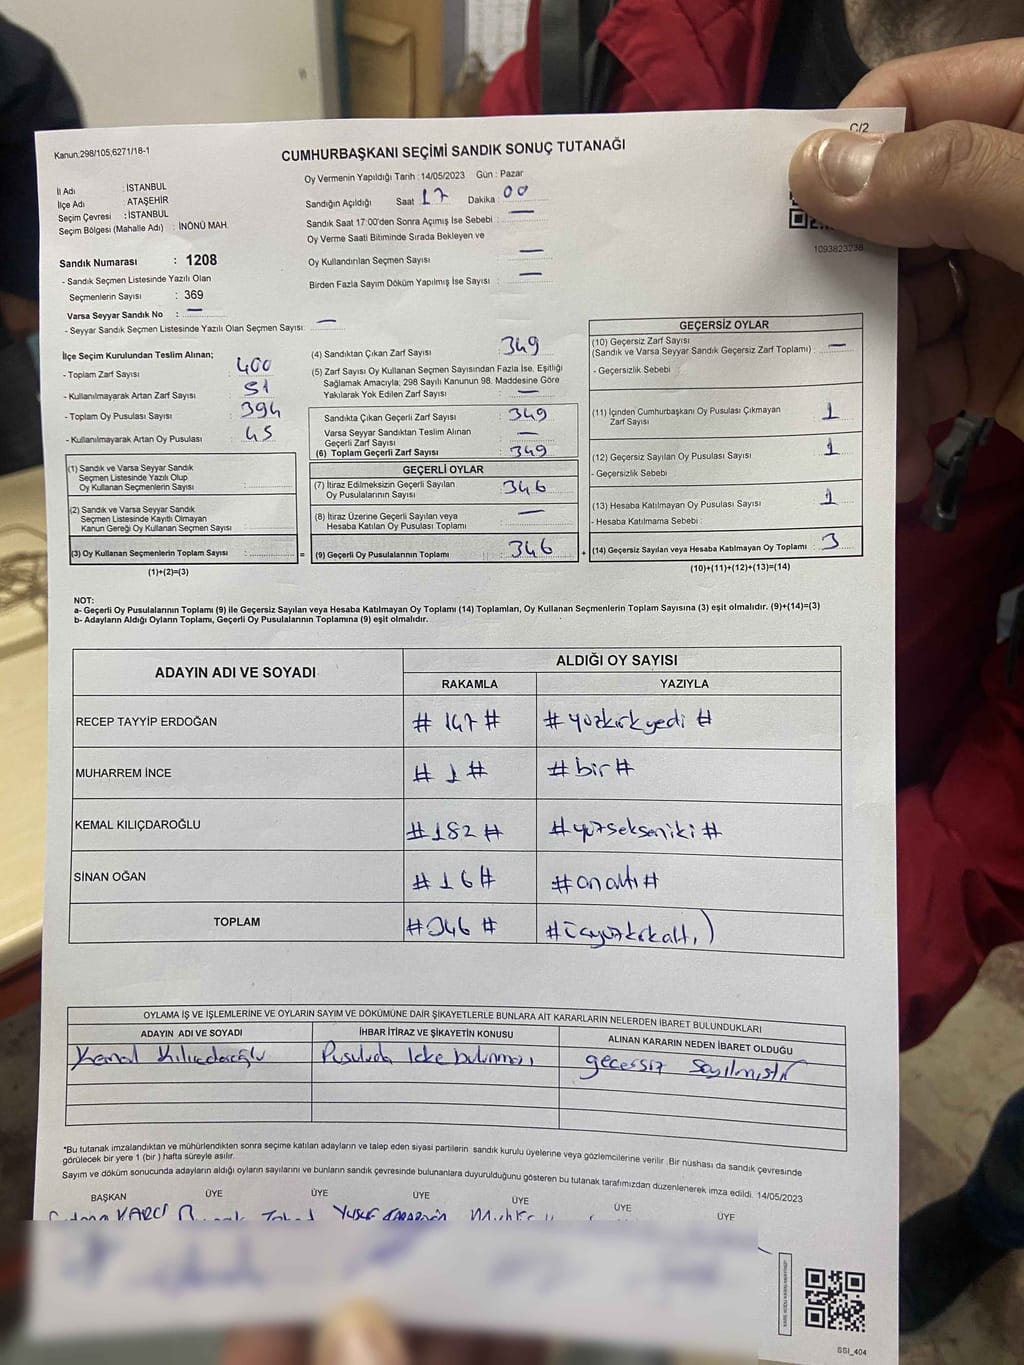 C/2
Kanun,298/105,6271/18-1
CUMHURBAŞKANI SEÇİMİ SANDIK SONUÇ TUTANAĞI
Oy Vermenin Yapıldığı Tarih : 14/05/2023 Gün : Pazar
İl Adı : İSTANBUL
İlçe Adı : ATAŞEHİR
Seçim Çevresi : İSTANBUL
Seçim Bölgesi (Mahalle Adı) : İNÖNÜ MAH.
Sandığın Açıldığı Saat 17 Dakika : 00
Sandık Saat 17:00'den Sonra Açımış İse Sebebi : —
Oy Verme Saati Bitiminde Sırada Bekleyen ve
Oy Kullandırılan Seçmen Sayısı : —
Birden Fazla Sayım Döküm Yapılmış İse Sayısı : —
1093823238
Sandık Numarası : 1208
- Sandık Seçmen Listesinde Yazılı Olan
Seçmenlerin Sayısı : 369
Varsa Seyyar Sandık No : —
- Seyyar Sandık Seçmen Listesinde Yazılı Olan Seçmen Sayısı: —
İlçe Seçim Kurulundan Teslim Alınan;
- Toplam Zarf Sayısı : 400
- Kullanılmayarak Artan Zarf Sayısı : 51
- Toplam Oy Pusulası Sayısı : 394
- Kullanılmayarak Artan Oy Pusulası : 45
(1) Sandık ve Varsa Seyyar Sandık
Seçmen Listesinde Yazılı Olup
Oy Kullanan Seçmenlerin Sayısı :
(2) Sandık ve Varsa Seyyar Sandık
Seçmen Listesinde Kayıtlı Olmayan
Kanun Gereği Oy Kullanan Seçmen Sayısı :
(3) Oy Kullanan Seçmenlerin Toplam Sayısı : =
(1)+(2)=(3)
(4) Sandıktan Çıkan Zarf Sayısı : 349
(5) Zarf Sayısı Oy Kullanan Seçmen Sayısından Fazla İse, Eşitliği
Sağlamak Amacıyla; 298 Sayılı Kanunun 98. Maddesine Göre
Yakılarak Yok Edilen Zarf Sayısı : —
Sandıkta Çıkan Geçerli Zarf Sayısı : 349
Varsa Seyyar Sandıktan Teslim Alınan
Geçerli Zarf Sayısı : —
(6) Toplam Geçerli Zarf Sayısı : 349
GEÇERLİ OYLAR
(7) İtiraz Edilmeksizin Geçerli Sayılan
Oy Pusulalarının Sayısı : 346
(8) İtiraz Üzerine Geçerli Sayılan veya
Hesaba Katılan Oy Pusulası Toplamı : —
(9) Geçerli Oy Pusulalarının Toplamı : 346 +
GEÇERSİZ OYLAR
(10) Geçersiz Zarf Sayısı
(Sandık ve Varsa Seyyar Sandık Geçersiz Zarf Toplamı) : —
- Geçersizlik Sebebi :
(11) İçinden Cumhurbaşkanı Oy Pusulası Çıkmayan
Zarf Sayısı : 1
(12) Geçersiz Sayılan Oy Pusulası Sayısı : 1
- Geçersizlik Sebebi :
(13) Hesaba Katılmayan Oy Pusulası Sayısı : 1
- Hesaba Katılmama Sebebi :
(14) Geçersiz Sayılan veya Hesaba Katılmayan Oy Toplamı : 3
(10)+(11)+(12)+(13)=(14)
NOT:
a- Geçerli Oy Pusulalarının Toplamı (9) ile Geçersiz Sayılan veya Hesaba Katılmayan Oy Toplamı (14) Toplamları, Oy Kullanan Seçmenlerin Toplam Sayısına (3) eşit olmalıdır. (9)+(14)=(3)
b- Adayların Aldığı Oyların Toplamı, Geçerli Oy Pusulalarının Toplamına (9) eşit olmalıdır.
ADAYIN ADI VE SOYADI ALDIĞI OY SAYISI
RAKAMLA YAZIYLA
RECEP TAYYİP ERDOĞAN # 147 # # yüzkırkyedi #
MUHARREM İNCE # 1 # # bir #
KEMAL KILIÇDAROĞLU # 182 # # yüzsekseniki #
SİNAN OĞAN # 16 # # onaltı #
TOPLAM # 346 # # üçyüzkırkaltı
OYLAMA İŞ VE İŞLEMLERİNE VE OYLARIN SAYIM VE DÖKÜMÜNE DAİR ŞİKAYETLERLE BUNLARA AİT KARARLARIN NELERDEN İBARET BULUNDUKLARI
ADAYIN ADI VE SOYADI İHBAR İTİRAZ VE ŞİKAYETİN KONUSU ALINAN KARARIN NEDEN İBARET OLDUĞU
Kemal Kılıçdaroğlu Pusulada leke bulunması geçersiz sayılmıştır
*Bu tutanak imzalandıktan ve mühürlendikten sonra seçime katılan adayların ve talep eden siyasi partilerin sandık kurulu üyelerine veya gözlemcilerine verilir. Bir nüshası da sandık çevresinde
görülecek bir yere 1 (bir ) hafta süreyle asılır.
Sayım ve döküm sonucunda adayların aldığı oyların sayılarını ve bunların sandık çevresinde bulunanlara duyurulduğunu gösteren bu tutanak tarafımızdan düzenlenerek imza edildi. 14/05/2023
BAŞKAN ÜYE ÜYE ÜYE ÜYE ÜYE ÜYE
SSI_404